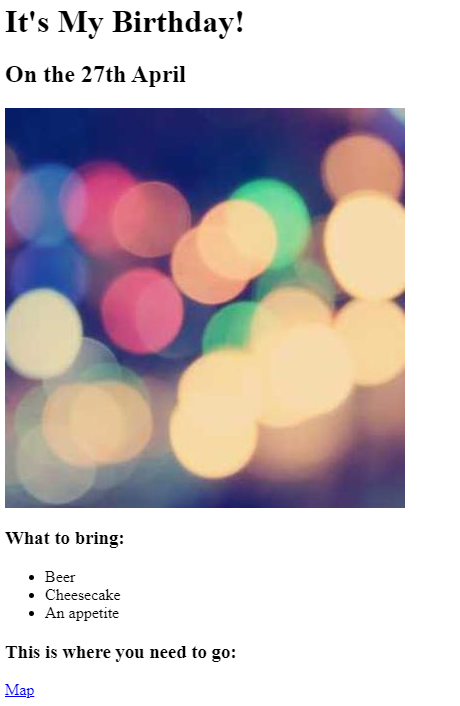 It's My Birthday!
On the 27th April
What to bring:
Beer
Cheesecake
An appetite
This is where you need to go:
Map